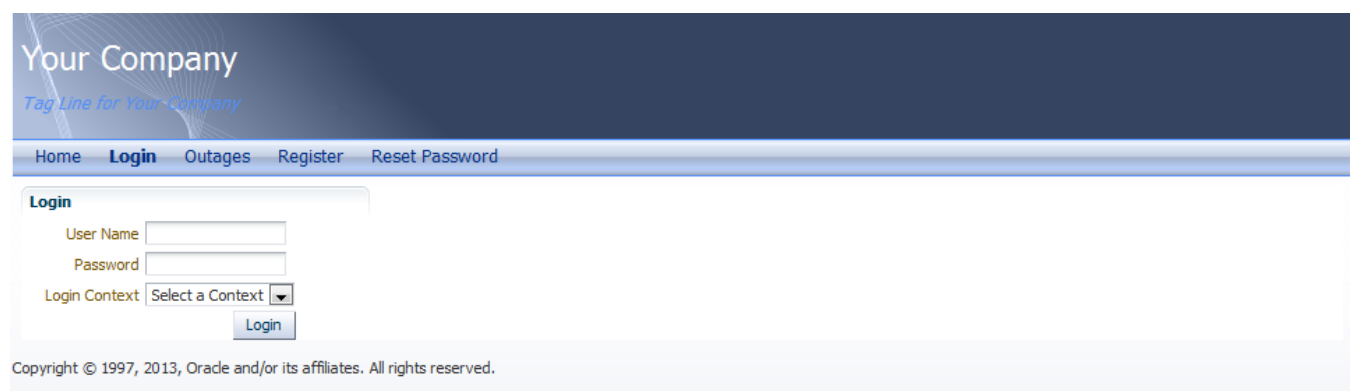 Your Company
Tag Line for Your Company
Home Login Outages Register Reset Password
Login
User Name
Password
Login Context Select a Context
Login
Copyright © 1997, 2013, Oracle and/or its affiliates. All rights reserved.